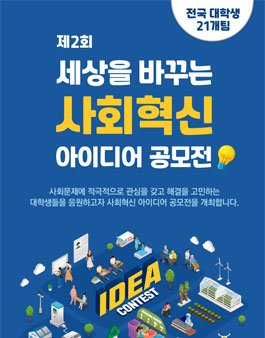 전국 대학생
21개팀
제2회
세상을 바꾸는
사회혁신
아이디어 공모전
사회문제에 적극적으로 관심을 갖고 해결을 고민하는
대학생들을 응원하고자 사회혁신 아이디어 공모전을 개최합니다.
IDEA
CONTEST